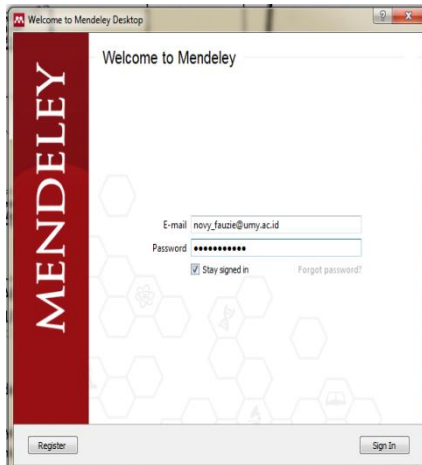 Welcome to Mendeley Desktop
Welcome to Mendeley
MENDELEY
E-mail novy_fauzie@umy.ac.id
Password
Stay signed in Forgot password?
Register Sign In